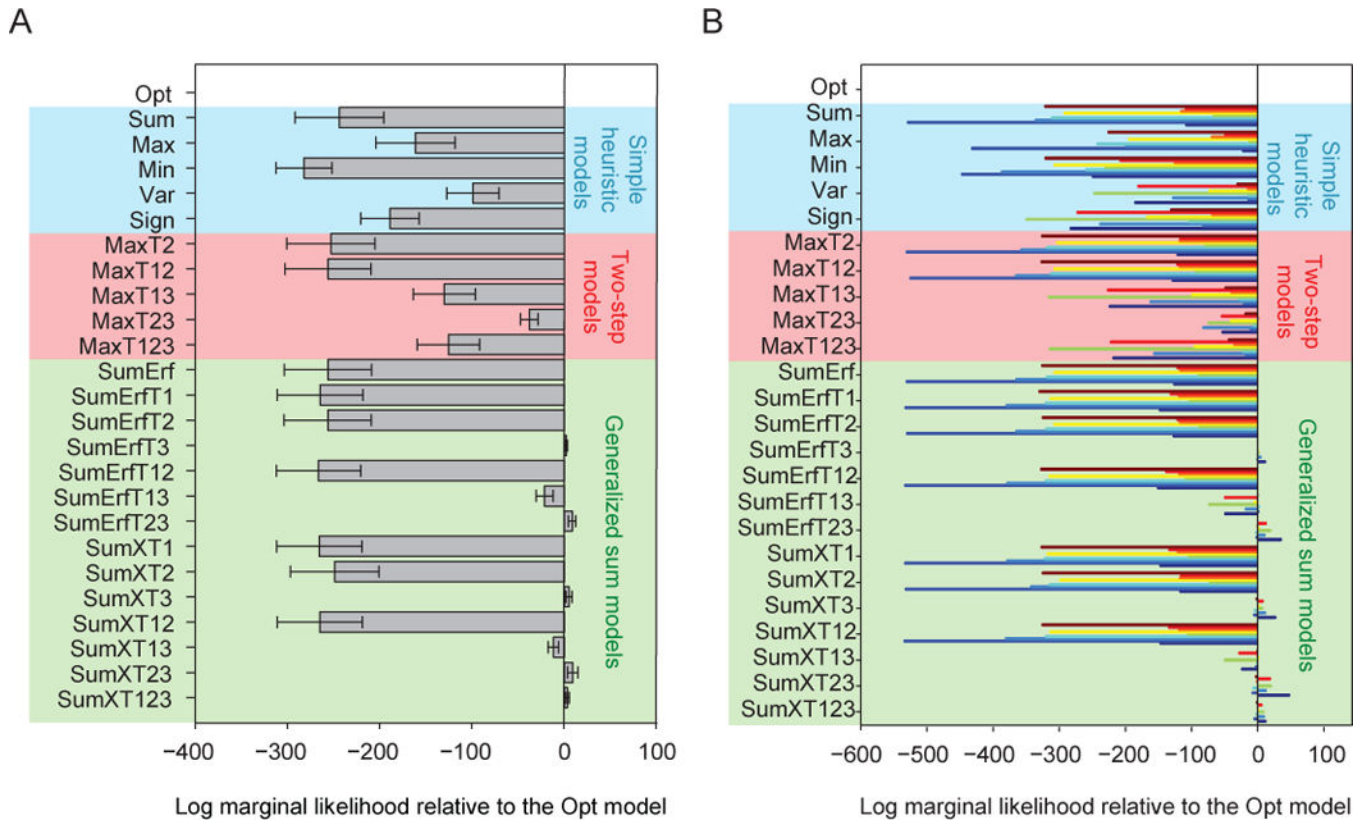 A
Opt
Sum
Max
Min
Var
Sign
MaxT2
MaxT12
MaxT13
MaxT23
MaxT123
SumErf
SumErfT1
SumErfT2
SumErfT3
SumErfT12
SumErfT13
SumErfT23
SumXT1
SumXT2
SumXT3
SumXT12
SumXT13
SumXT23
SumXT123
Simple
heuristic
models
Two-step
models
Generalized sum models
−400 −300 −200 −100 0 100
Log marginal likelihood relative to the Opt model
B
Opt
Sum
Max
Min
Var
Sign
MaxT2
MaxT12
MaxT13
MaxT23
MaxT123
SumErf
SumErfT1
SumErfT2
SumErfT3
SumErfT12
SumErfT13
SumErfT23
SumXT1
SumXT2
SumXT3
SumXT12
SumXT13
SumXT23
SumXT123
Simple
heuristic
models
Two-step
models
Generalized sum models
−600 −500 −400 −300 −200 −100 0 100
Log marginal likelihood relative to the Opt model